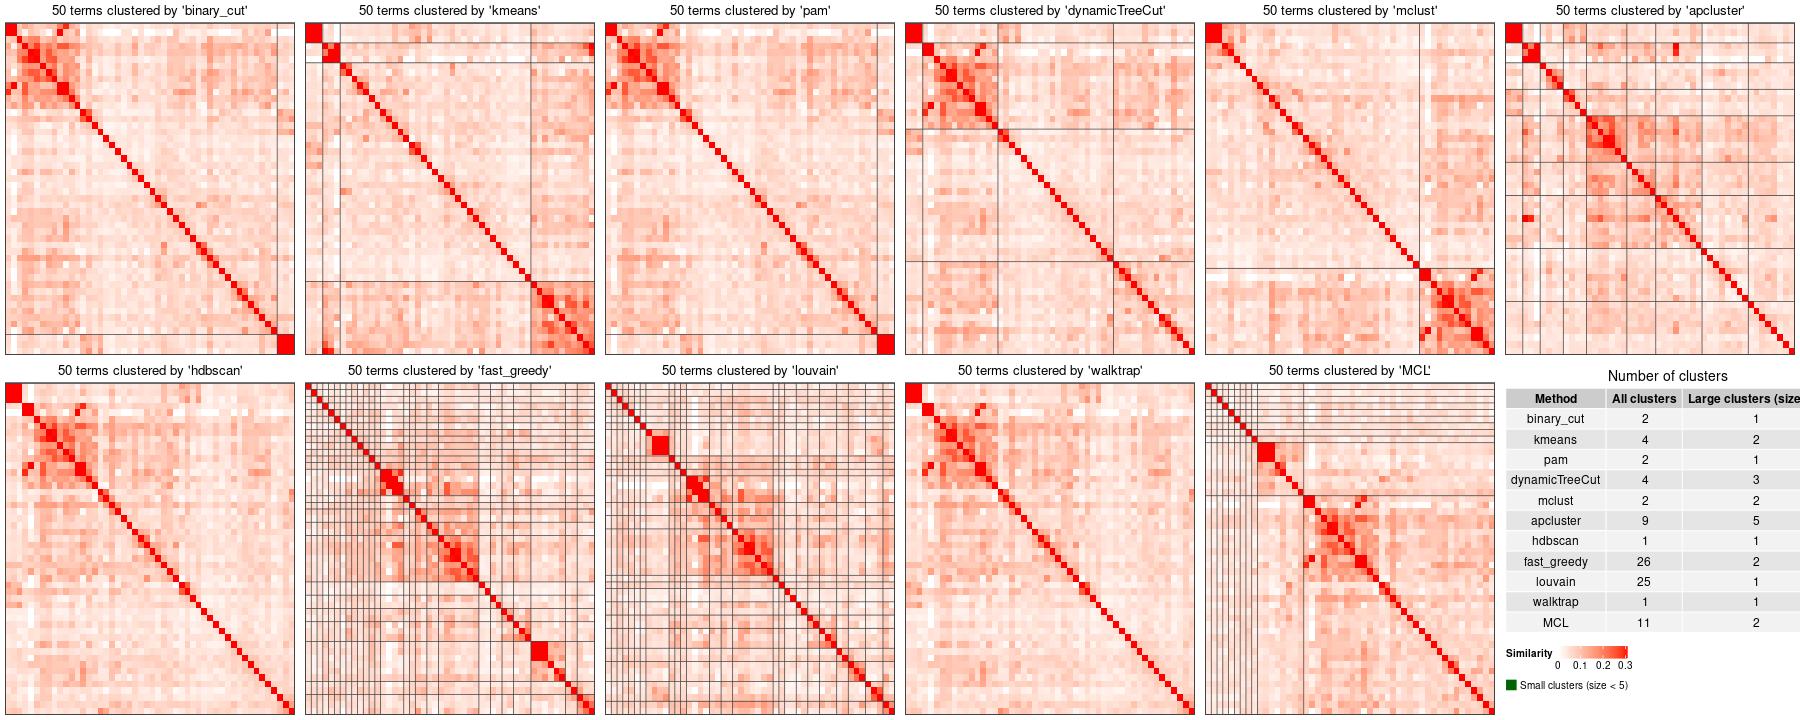 50 terms clustered by 'binary_cut'
50 terms clustered by 'kmeans'
50 terms clustered by 'pam'
50 terms clustered by 'dynamicTreeCut'
50 terms clustered by 'mclust'
50 terms clustered by 'apcluster'
50 terms clustered by 'hdbscan'
50 terms clustered by 'fast_greedy'
50 terms clustered by 'louvain'
50 terms clustered by 'walktrap'
50 terms clustered by 'MCL'
Number of clusters
Method All clusters Large clusters (size
binary_cut 2 1
kmeans 4 2
pam 2 1
dynamicTreeCut 4 3
mclust 2 2
apcluster 9 5
hdbscan 1 1
fast_greedy 26 2
louvain 25 1
walktrap 1 1
MCL 11 2
Similarity
0 0.1 0.2 0.3
Small clusters (size < 5)